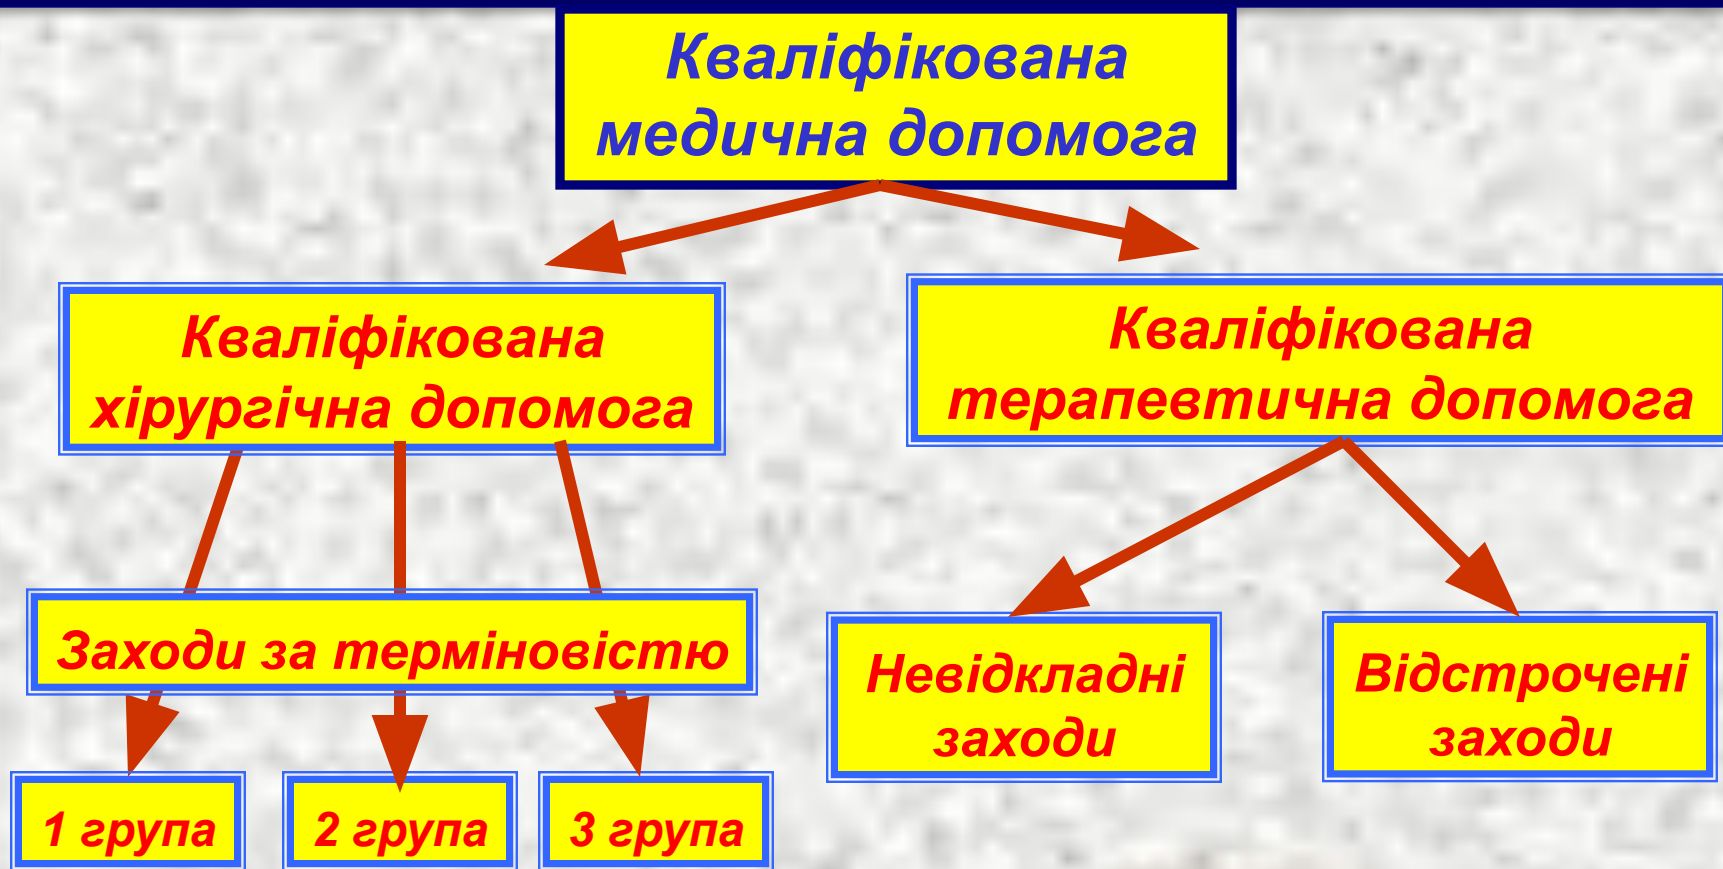 Кваліфікована
медична допомога
Кваліфікована
хірургічна допомога
Кваліфікована
терапевтична допомога
Заходи за терміновістю
Невідкладні
заходи
Відстрочені
заходи
1 група
2 група
3 група